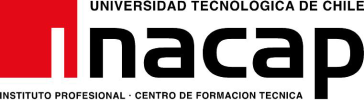 UNIVERSIDAD TECNOLOGICA DE CHILE
inacap
INSTITUTO PROFESIONAL · CENTRO DE FORMACION TECNICA